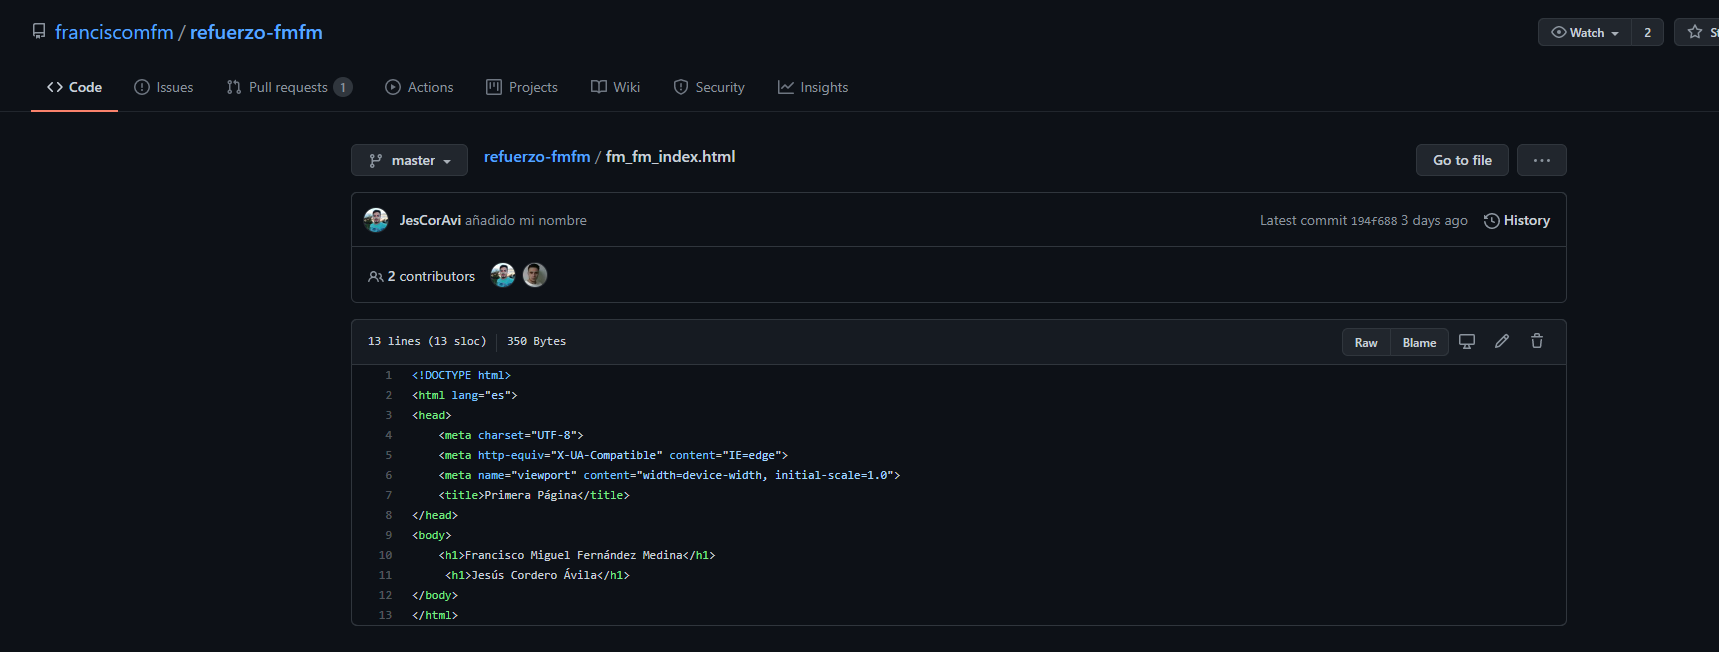 franciscomfm / refuerzo-fmfm
Watch 2
Code Issues Pull requests 1 Actions Projects Wiki Security Insights
master refuerzo-fmfm / fm_fm_index.html Go to file ...
JesCorAvi añadido mi nombre Latest commit 194f688 3 days ago History
2 contributors
13 lines (13 sloc) 350 Bytes Raw Blame
1 <!DOCTYPE html>
2 <html lang="es">
3 <head>
4     <meta charset="UTF-8">
5     <meta http-equiv="X-UA-Compatible" content="IE=edge">
6     <meta name="viewport" content="width=device-width, initial-scale=1.0">
7     <title>Primera Página</title>
8 </head>
9 <body>
10     <h1>Francisco Miguel Fernández Medina</h1>
11      <h1>Jesús Cordero Ávila</h1>
12 </body>
13 </html>